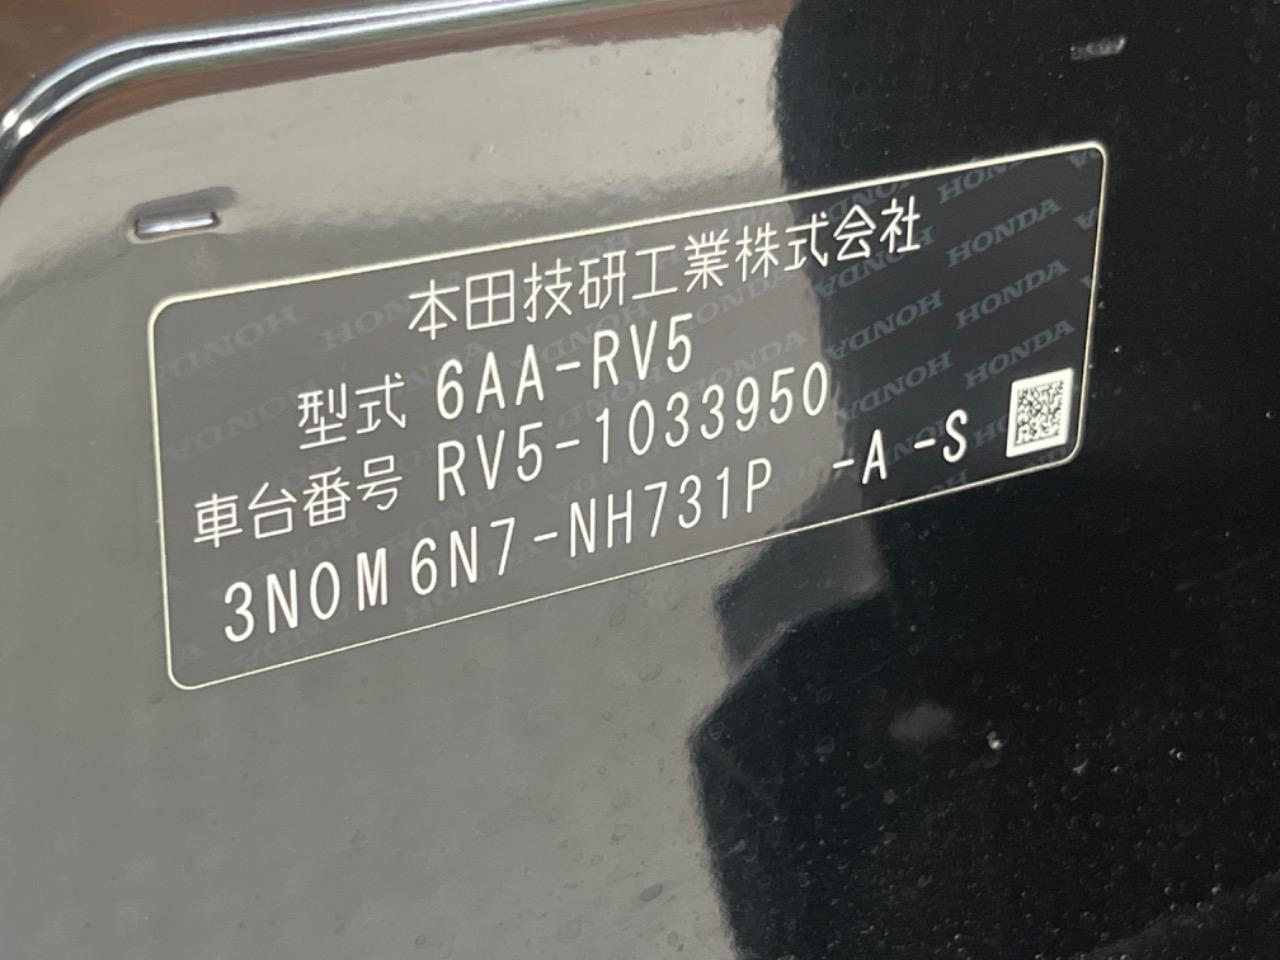 本田技研工業株式会社
型式 6AA-RV5
車台番号 RV5-1033950
3NOM 6N7-NH731P -A -S